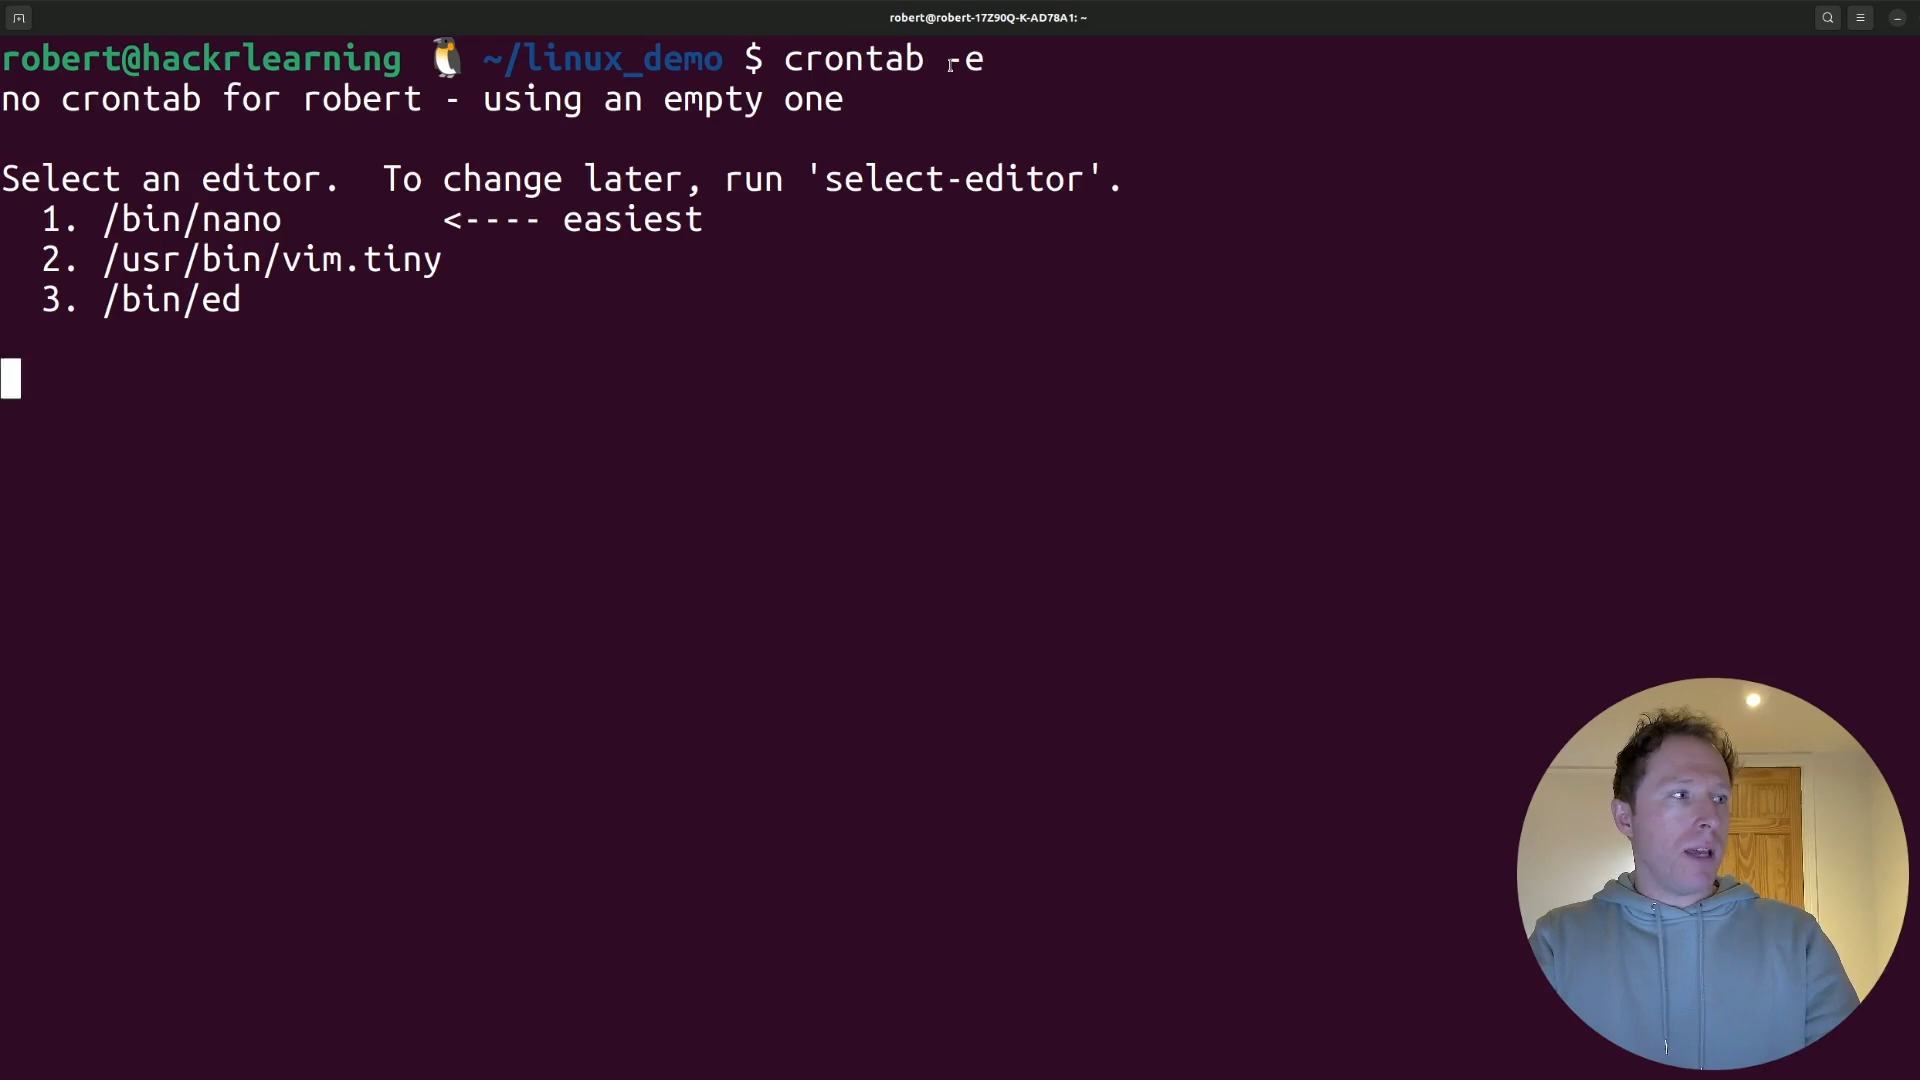 robert@robert-17Z90Q-K-AD78A1: ~
robert@hackrlearning 🐧 ~/linux_demo $ crontab -e
no crontab for robert - using an empty one
Select an editor.  To change later, run 'select-editor'.
1. /bin/nano        <---- easiest
2. /usr/bin/vim.tiny
3. /bin/ed